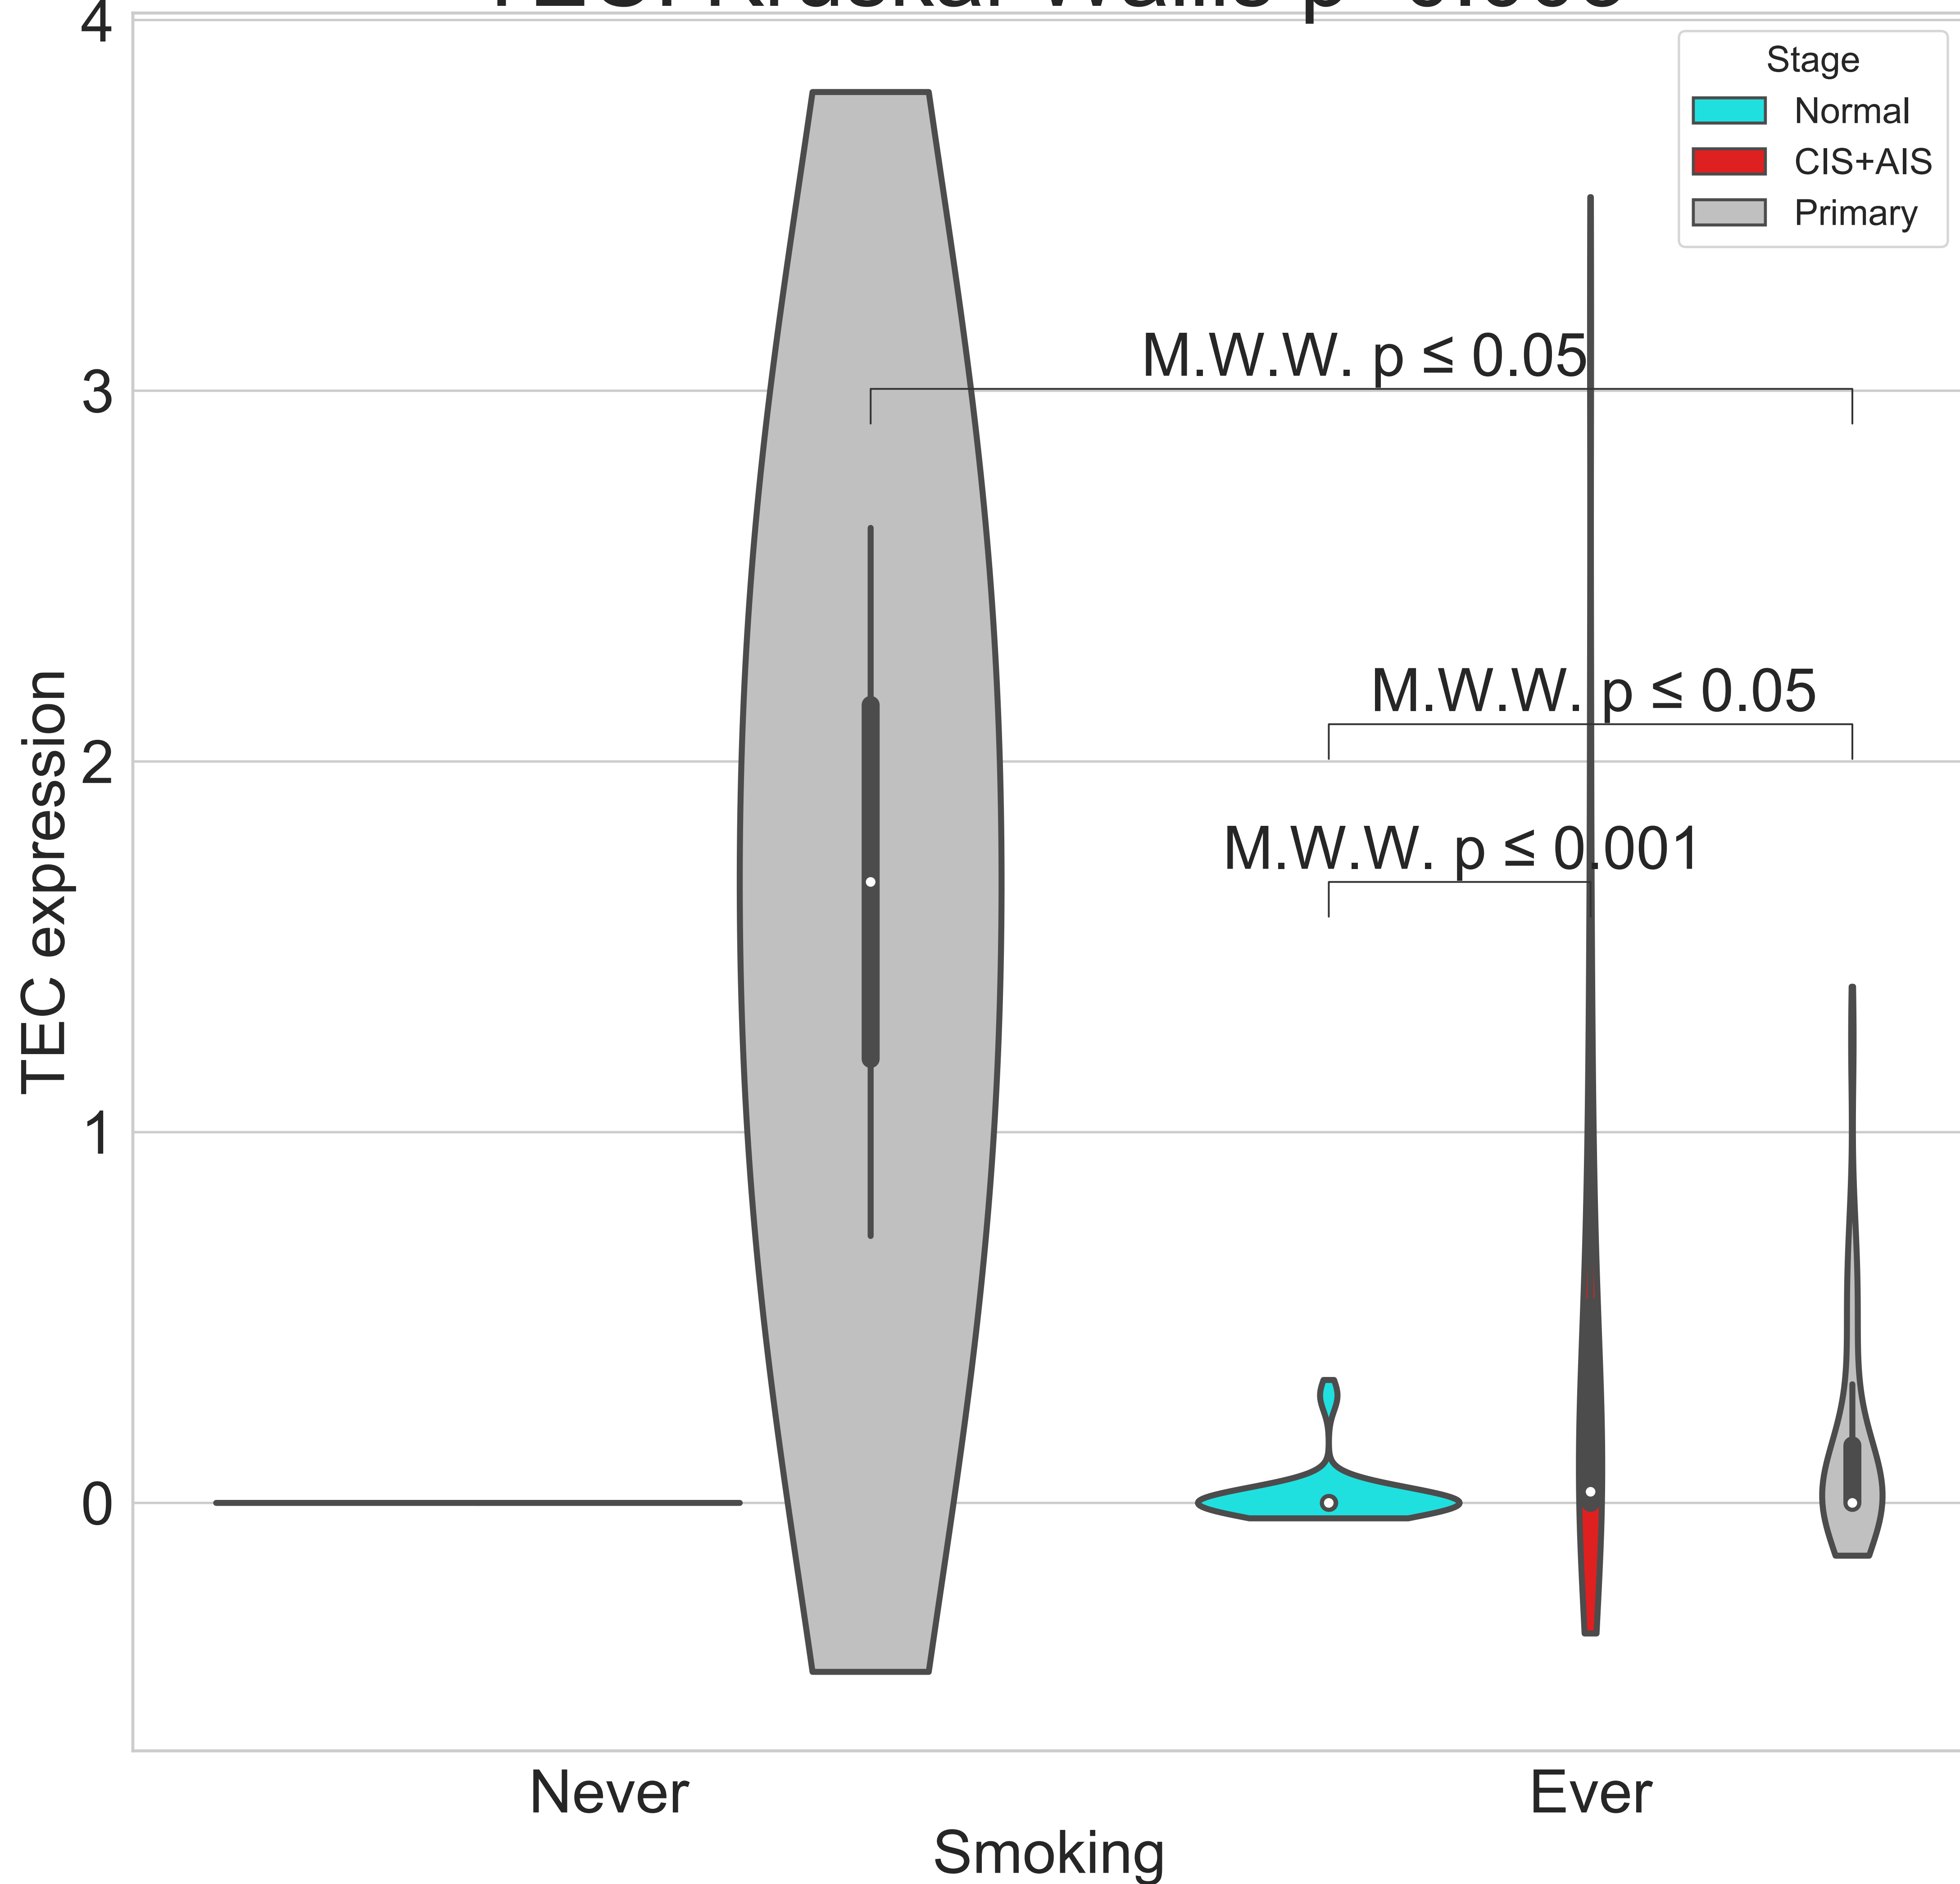 4
3
2
1
0
TEC expression
Stage
Normal
CIS+AIS
Primary
M.W.W. p ≤ 0.05
M.W.W. p ≤ 0.05
M.W.W. p ≤ 0.001
Never
Ever
Smoking